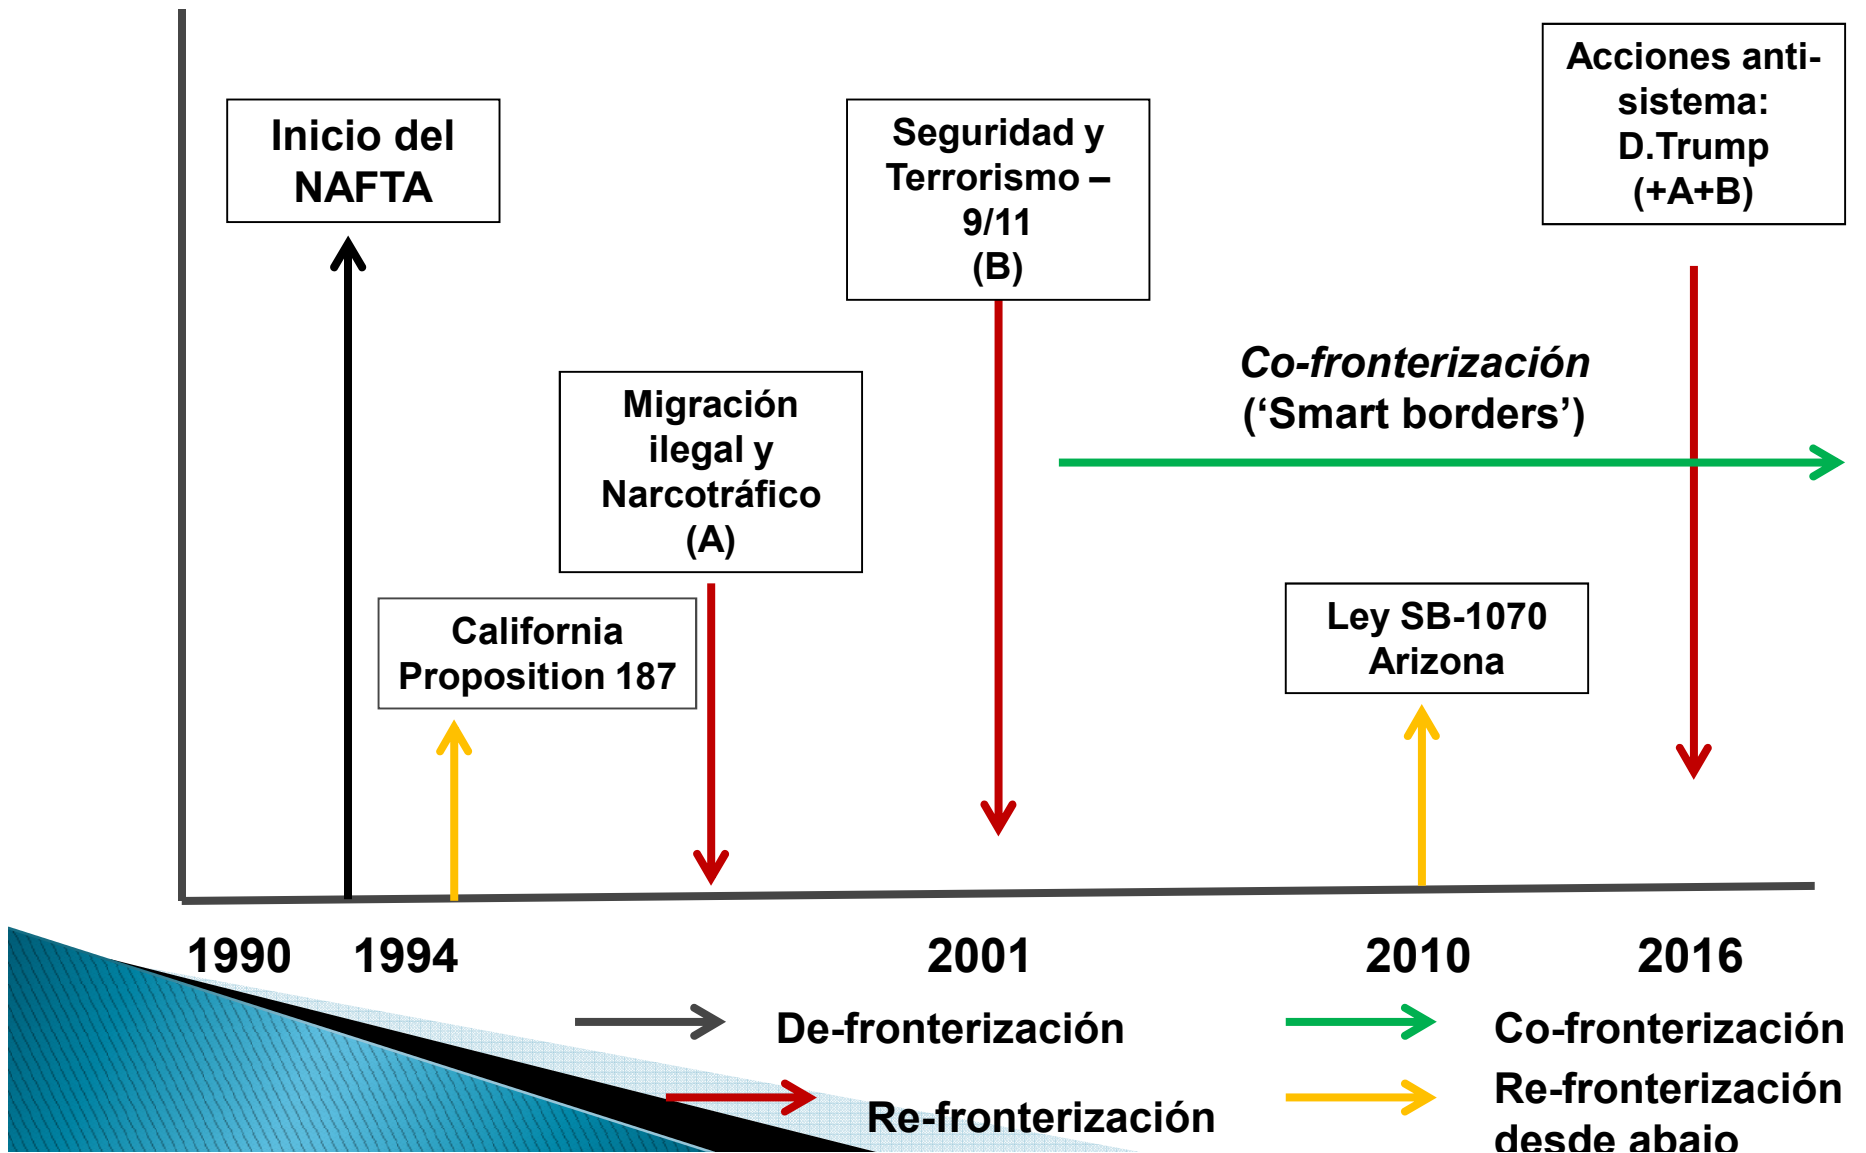 Inicio del
NAFTA
California
Proposition 187
Migración
ilegal y
Narcotráfico
(A)
Seguridad y
Terrorismo –
9/11
(B)
Co-fronterización
(‘Smart borders’)
Ley SB-1070
Arizona
Acciones anti-
sistema:
D.Trump
(+A+B)
1990 1994 2001 2010 2016
De-fronterización
Re-fronterización
Co-fronterización
Re-fronterización
desde abajo